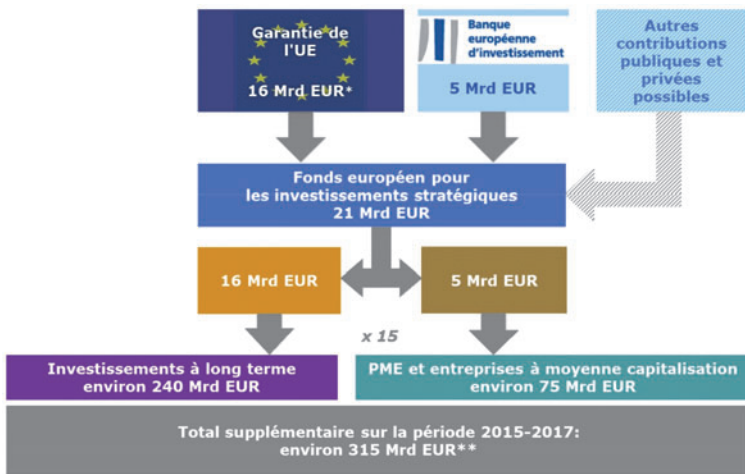 Garantie de
l'UE
16 Mrd EUR*
Banque
européenne
d'investissement
5 Mrd EUR
Autres
contributions
publiques et
privées
possibles
Fonds européen pour
les investissements stratégiques
21 Mrd EUR
16 Mrd EUR
5 Mrd EUR
x 15
Investissements à long terme
environ 240 Mrd EUR
PME et entreprises à moyenne capitalisation
environ 75 Mrd EUR
Total supplémentaire sur la période 2015-2017:
environ 315 Mrd EUR**